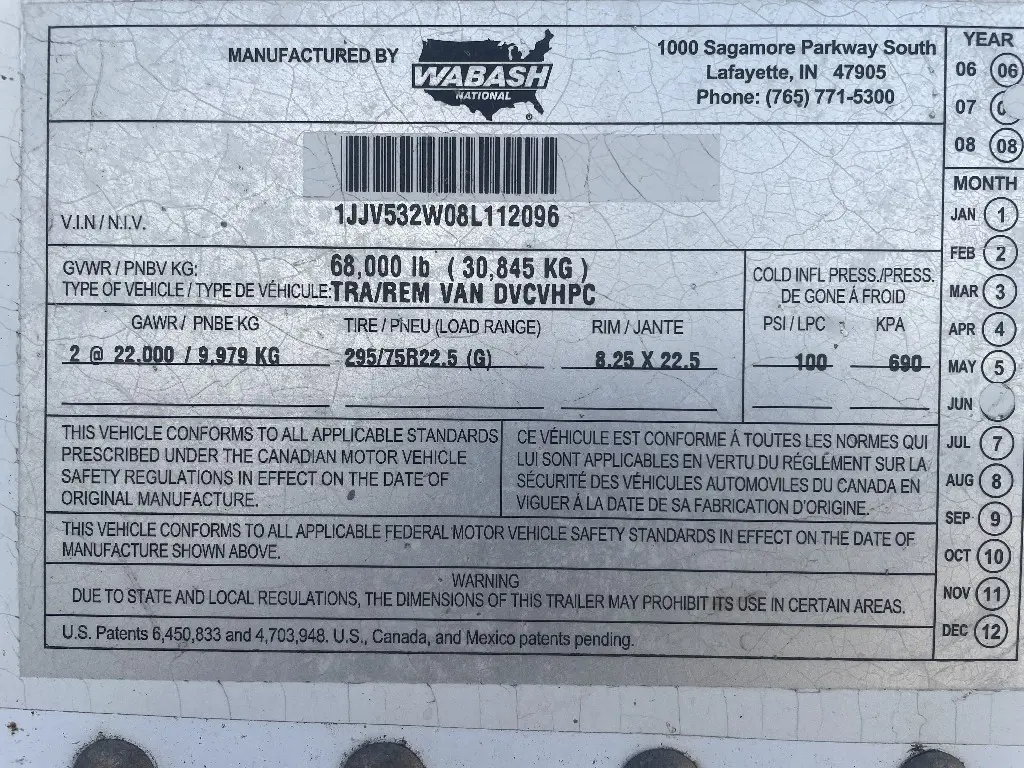 MANUFACTURED BY
WABASH
NATIONAL
®
1000 Sagamore Parkway South
Lafayette, IN 47905
Phone: (765) 771-5300
V.I.N / N.I.V.
1JJV532W08L112096
GVWR / PNBV KG: 68,000 lb ( 30,845 KG )
TYPE OF VEHICLE / TYPE DE VÉHICULE: TRA/REM VAN DVCVHPC
GAWR / PNBE KG TIRE / PNEU (LOAD RANGE) RIM / JANTE
2 @ 22,000 / 9,979 KG 295/75R22.5 (G) 8.25 X 22.5
COLD INFL PRESS./PRESS.
DE GONE Á FROID
PSI / LPC KPA
100 690
THIS VEHICLE CONFORMS TO ALL APPLICABLE STANDARDS
PRESCRIBED UNDER THE CANADIAN MOTOR VEHICLE
SAFETY REGULATIONS IN EFFECT ON THE DATE OF
ORIGINAL MANUFACTURE.
CE VÉHICULE EST CONFORME Á TOUTES LES NORMES QUI
LUI SONT APPLICABLES EN VERTU DU RÉGLEMENT SUR LA
SÉCURITÉ DES VÉHICULES AUTOMOVILES DU CANADA EN
VIGUER Á LA DATE DE SA FABRICATION D'ORIGINE.
THIS VEHICLE CONFORMS TO ALL APPLICABLE FEDERAL MOTOR VEHICLE SAFETY STANDARDS IN EFFECT ON THE DATE OF
MANUFACTURE SHOWN ABOVE.
WARNING
DUE TO STATE AND LOCAL REGULATIONS, THE DIMENSIONS OF THIS TRAILER MAY PROHIBIT ITS USE IN CERTAIN AREAS.
U.S. Patents 6,450,833 and 4,703,948. U.S., Canada, and Mexico patents pending.
YEAR
06 06
07
08 08
MONTH
JAN 1
FEB 2
MAR 3
APR 4
MAY 5
JUN
JUL 7
AUG 8
SEP 9
OCT 10
NOV 11
DEC 12